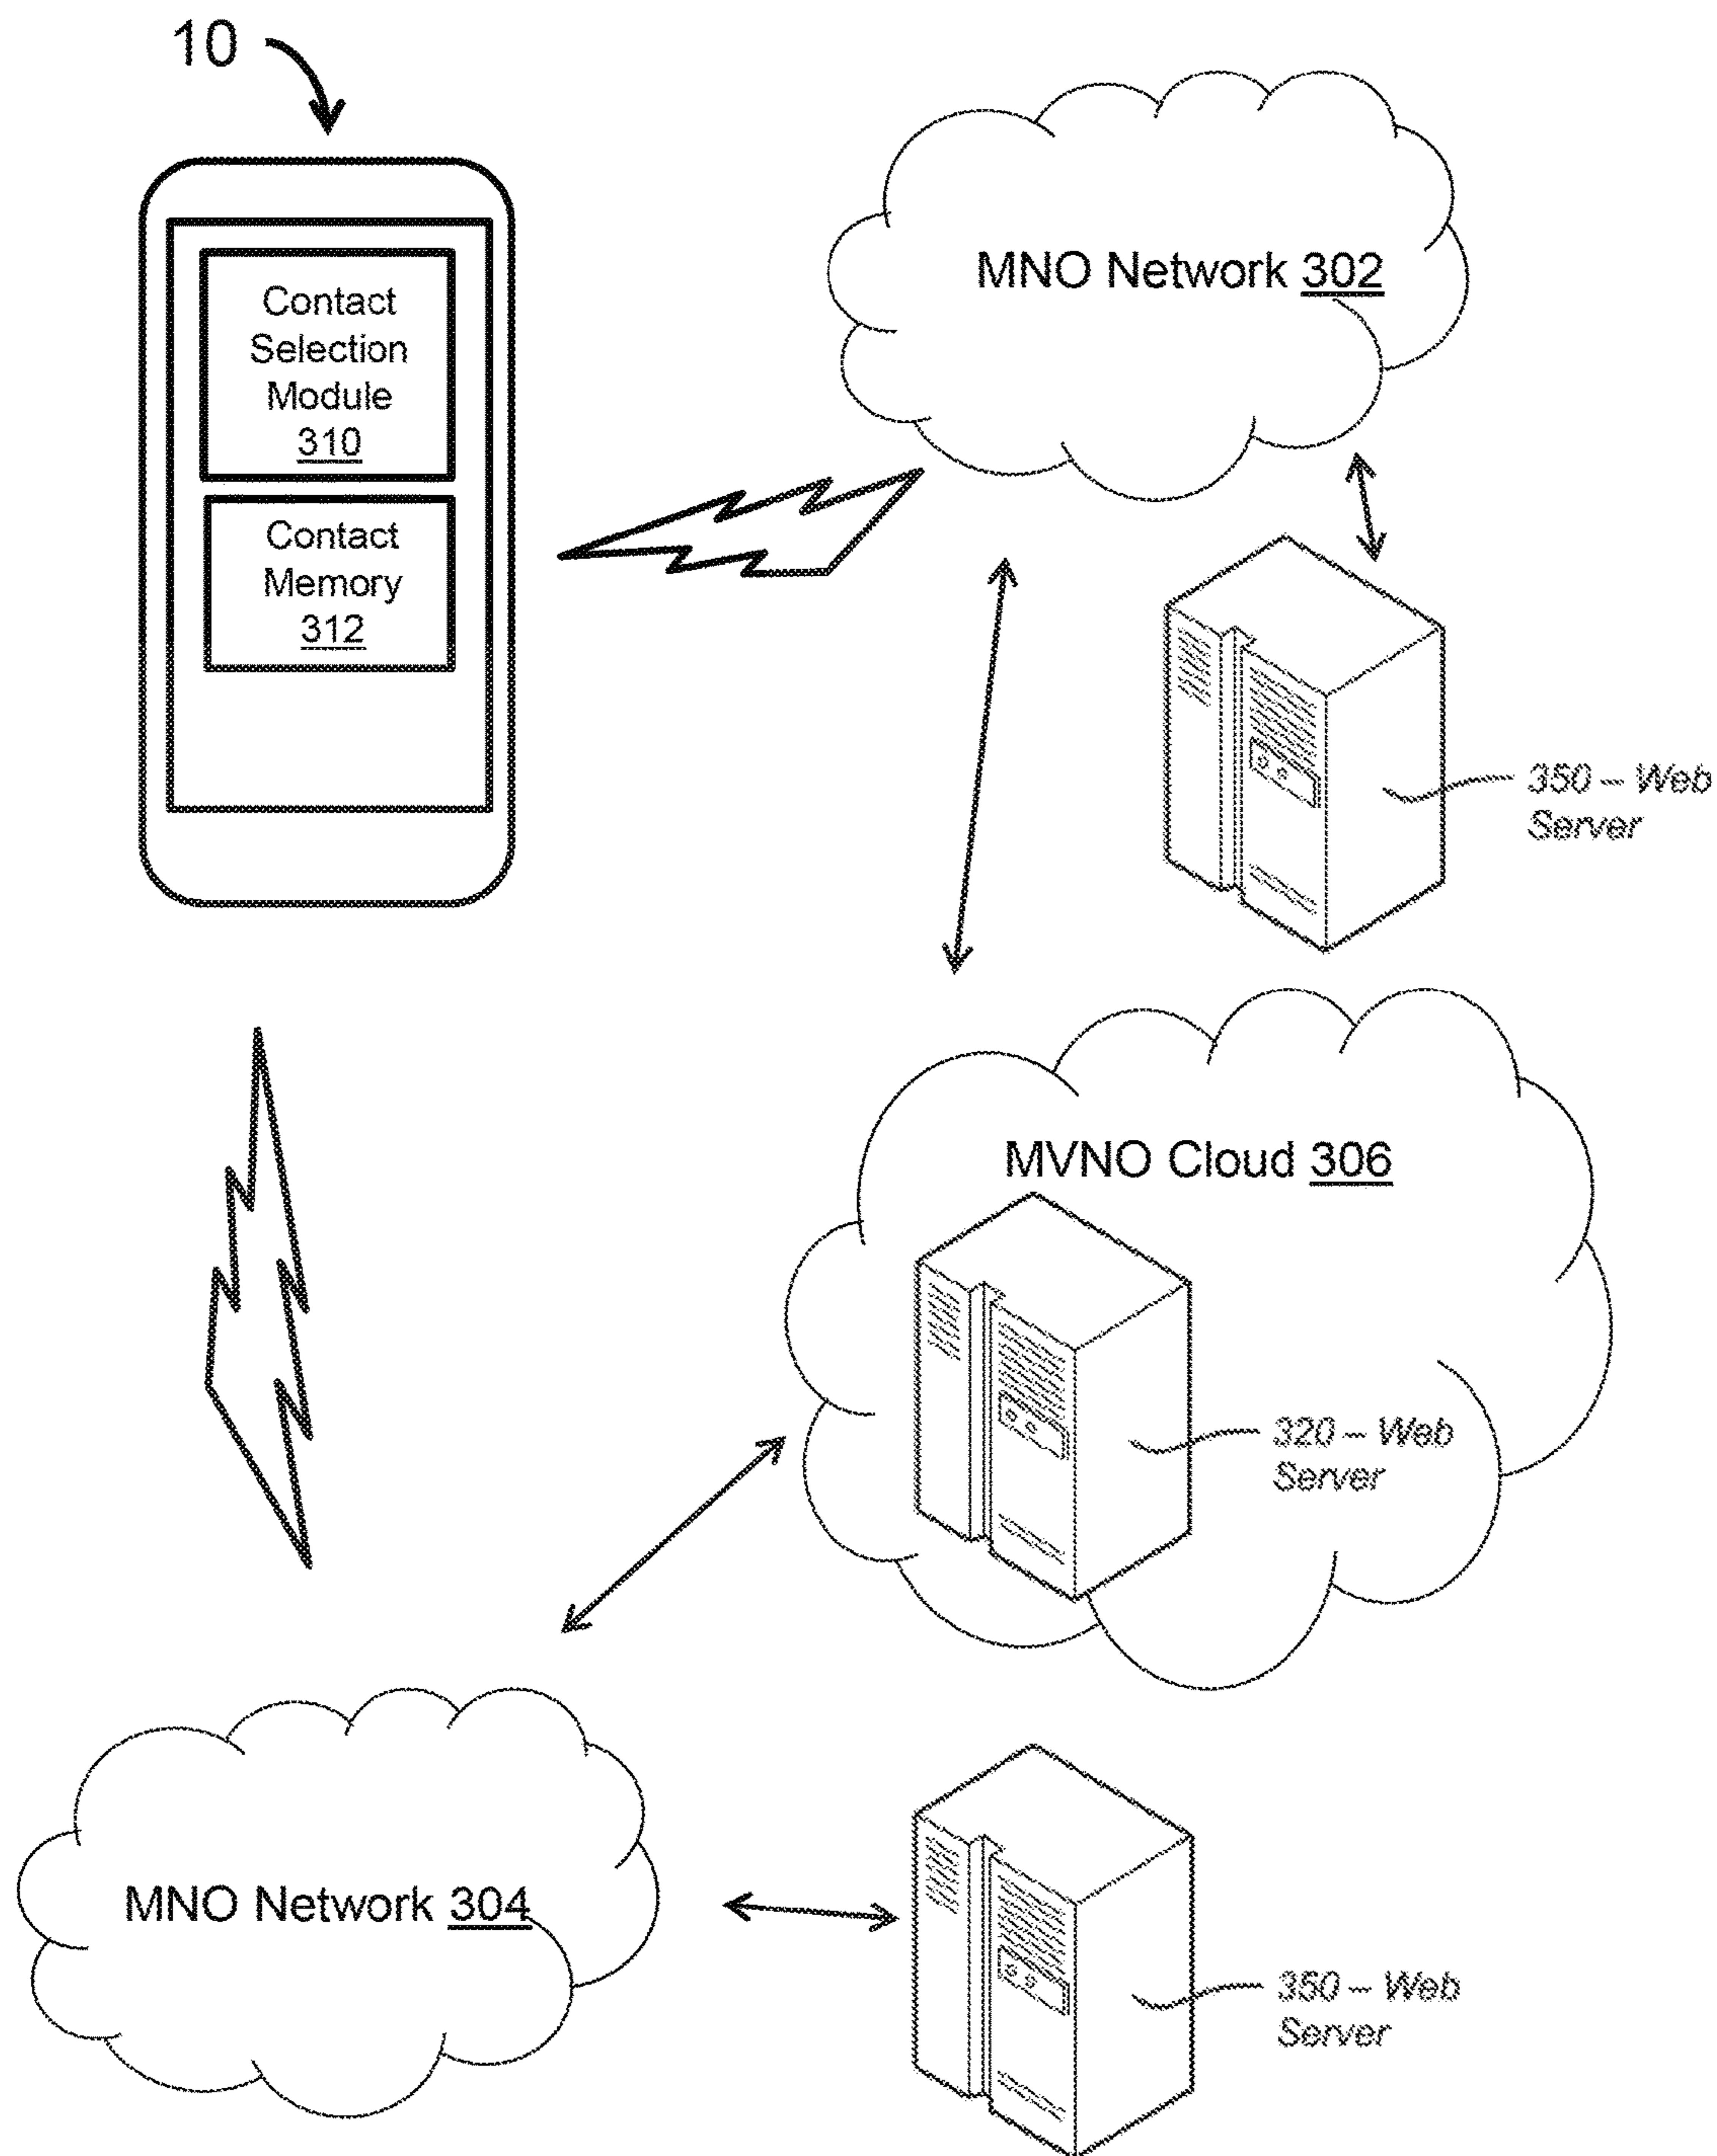 10
Contact
Selection
Module
310
Contact
Memory
312
MNO Network 302
350 – Web
Server
MVNO Cloud 306
320 – Web
Server
MNO Network 304
350 – Web
Server